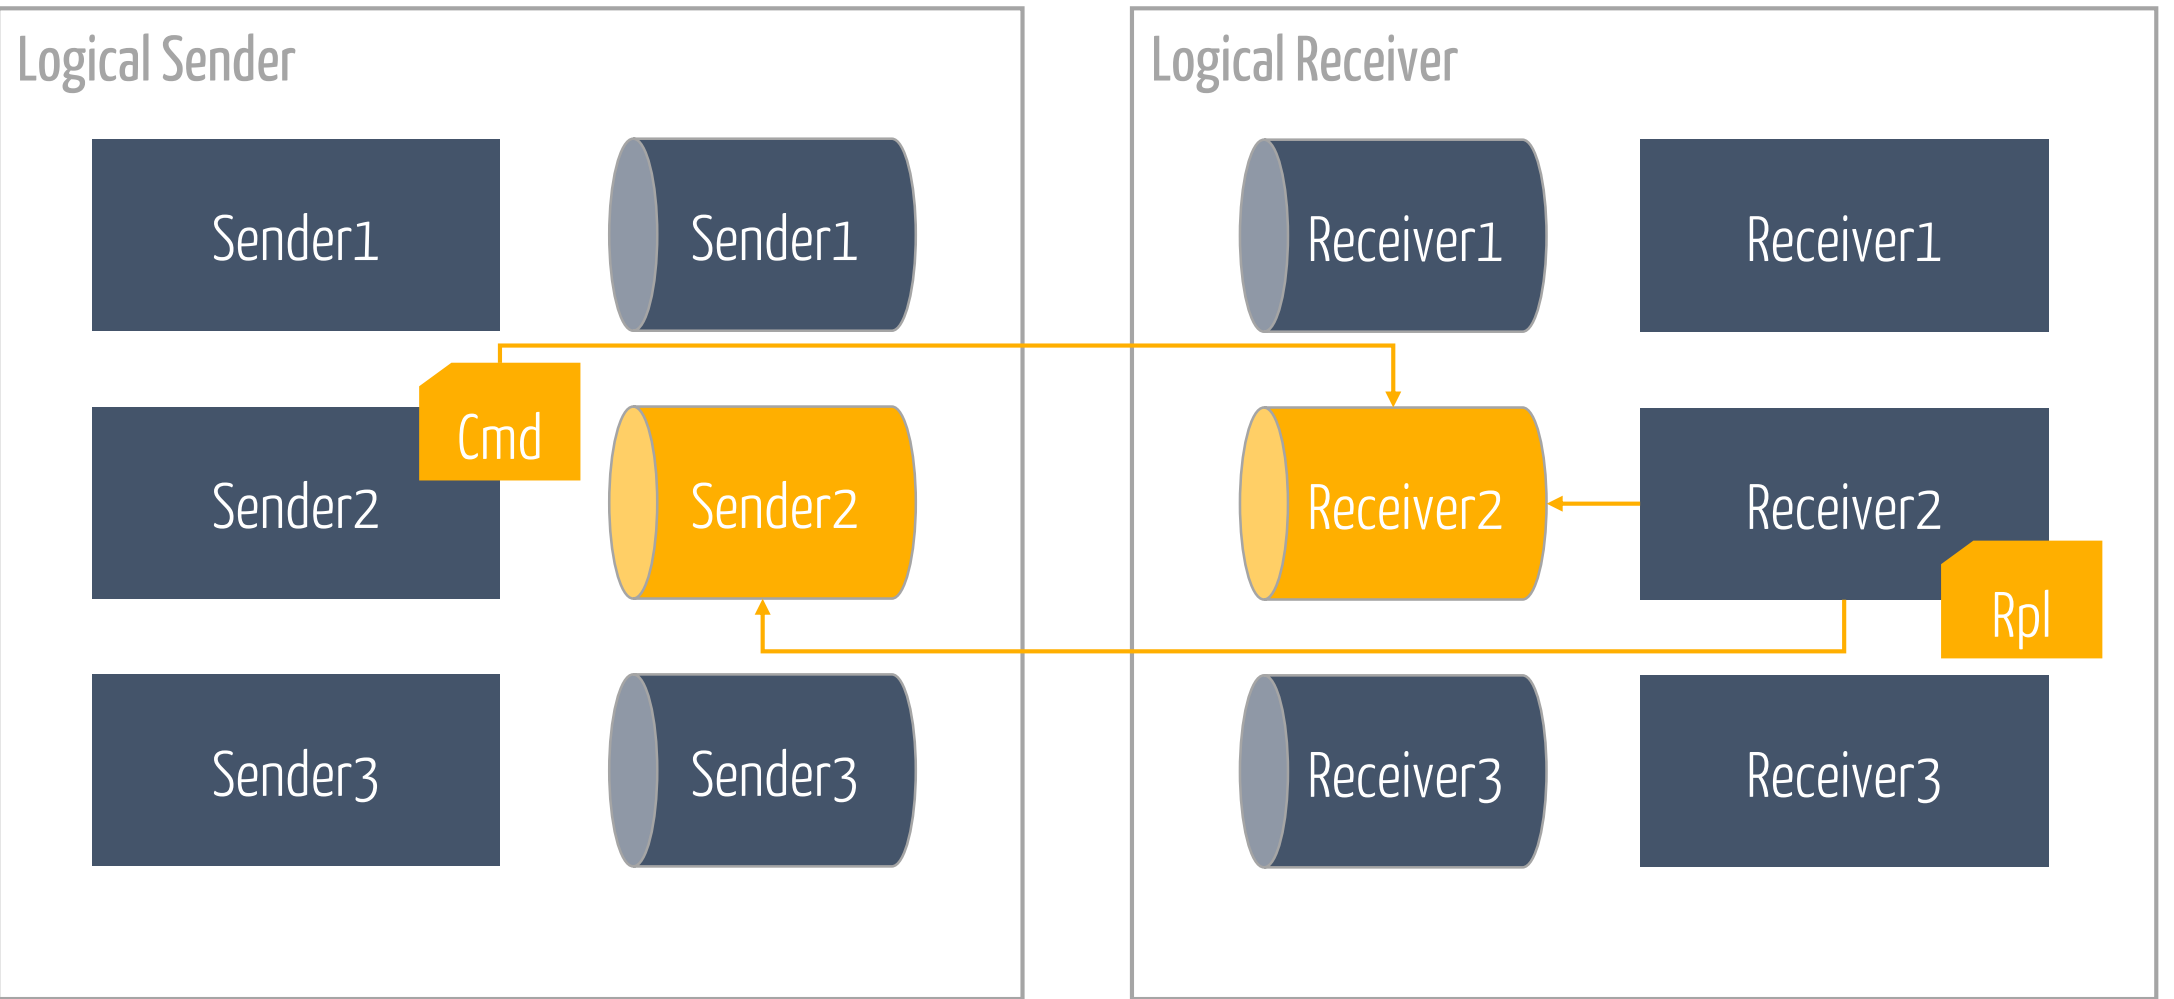 Logical Sender
Logical Receiver
Sender1
Sender1
Receiver1
Receiver1
Cmd
Sender2
Sender2
Receiver2
Receiver2
Rpl
Sender3
Sender3
Receiver3
Receiver3